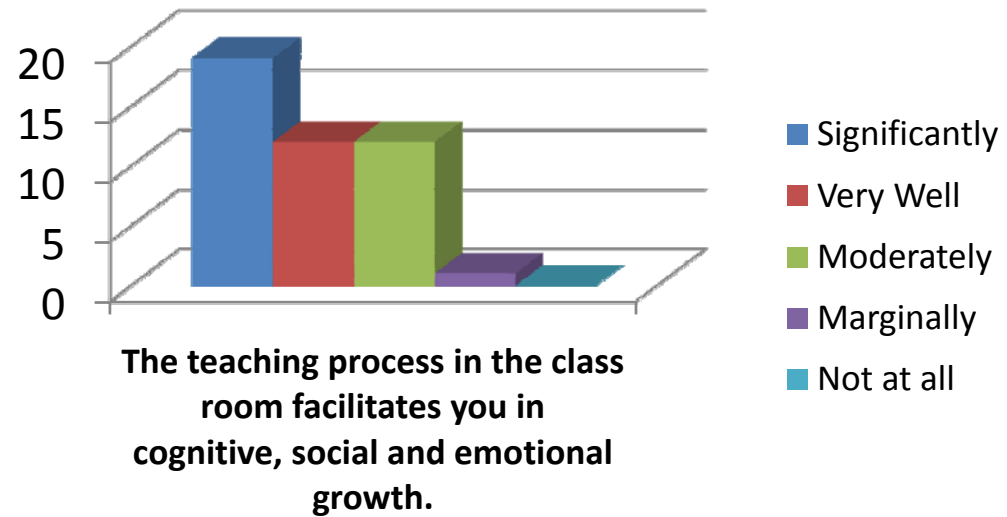 20
15
10
5
0
The teaching process in the class
room facilitates you in
cognitive, social and emotional
growth.
Significantly
Very Well
Moderately
Marginally
Not at all